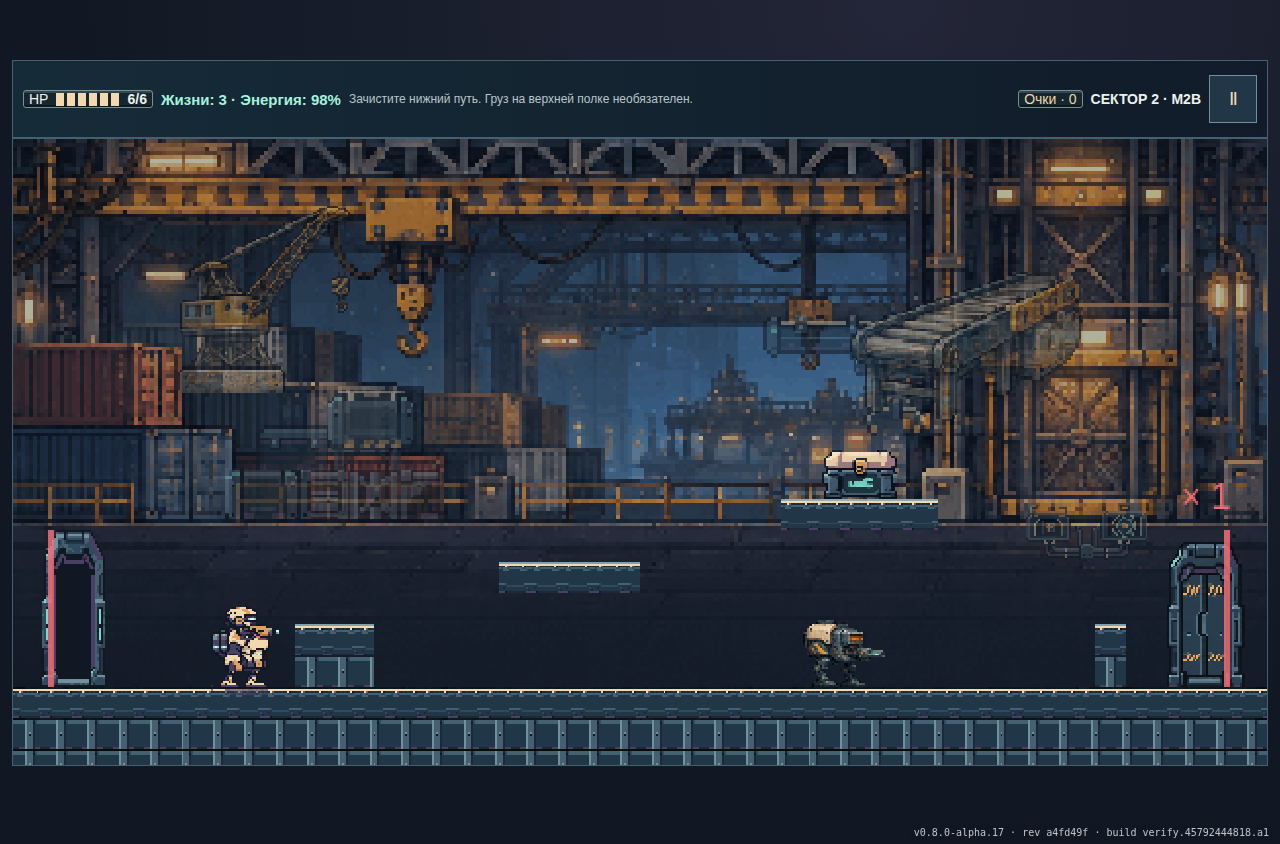 HP 6/6 Жизни: 3 · Энергия: 98% Зачистите нижний путь. Груз на верхней полке необязателен. Очки · 0 СЕКТОР 2 · M2B II
× 1
v0.8.0-alpha.17 · rev a4fd49f · build verify.45792444818.a1